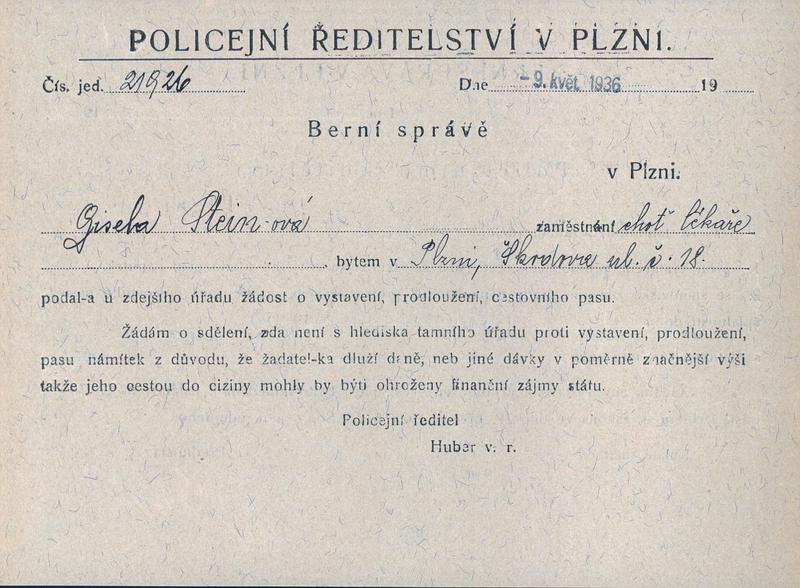 POLICEJNÍ ŘEDITELSTVÍ V PLZNI.
Čís. jed. 21926 Dne - 9. květ. 1936 19
Berní správě
v Plzni.
Gisela Stein-ová zaměstnání choť lékaře
bytem v Plzni, Škodova ul. č. 18.
podal-a u zdejšího úřadu žádost o vystavení, prodloužení, cestovního pasu.
Žádám o sdělení, zda není s hlediska tamního úřadu proti vystavení, prodloužení,
pasu námitek z důvodu, že žadatel-ka dluží daně, neb jiné dávky v poměrně značnější výši
takže jeho cestou do ciziny mohly by býti ohroženy finanční zájmy státu.
Policejní ředitel
Huber v. r.